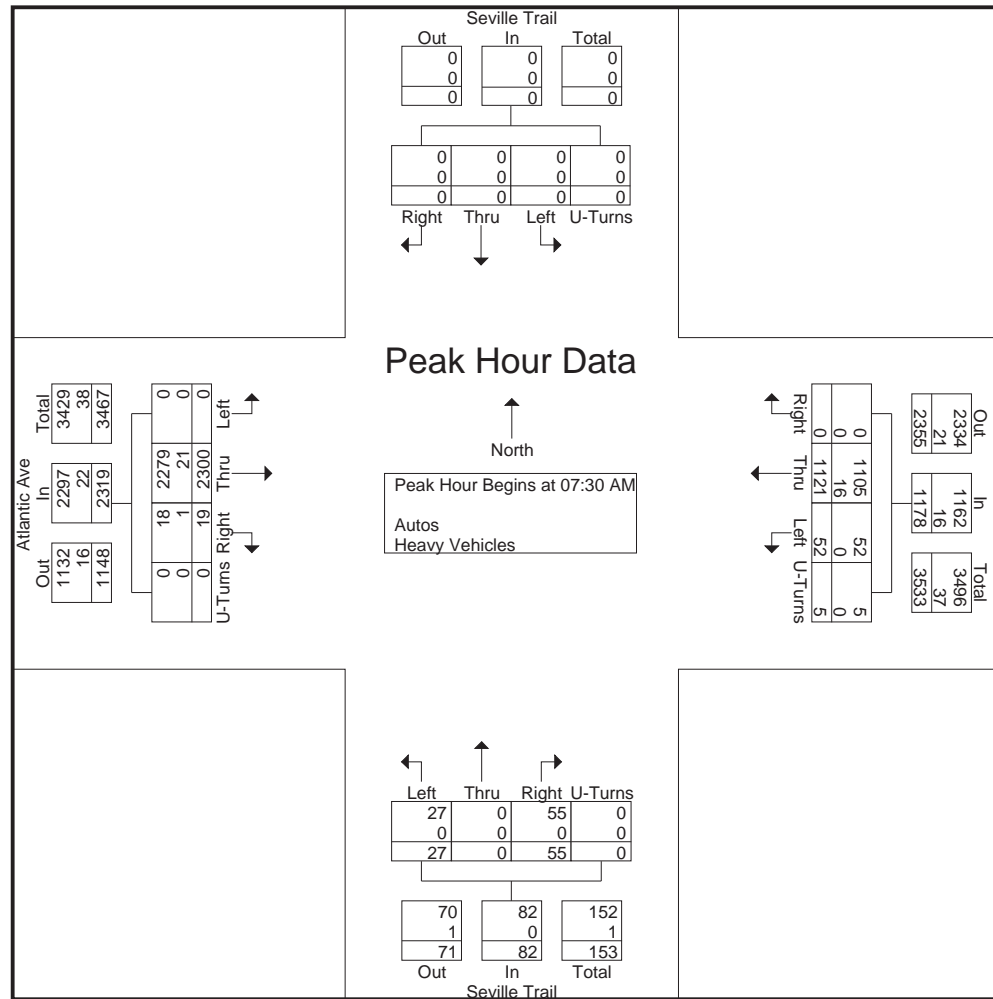 Seville Trail
Out In Total
0 0 0
0 0 0
0 0 0
0 0 0 0
0 0 0 0
0 0 0 0
Right Thru Left U-Turns
Peak Hour Data
North
Peak Hour Begins at 07:30 AM
Autos
Heavy Vehicles
Atlantic Ave
Out In Total
1132 2297 3429
16 22 38
1148 2319 3467
0 18 2279 0
0 1 21 0
0 19 2300 0
U-Turns Right Thru Left
Out In Total
2334 1162 3496
21 16 37
2355 1178 3533
0 1105 52 5
0 16 0 0
0 1121 52 5
Right Thru Left U-Turns
Left Thru Right U-Turns
27 0 55 0
0 0 0 0
27 0 55 0
70 82 152
1 0 1
71 82 153
Out In Total
Seville Trail